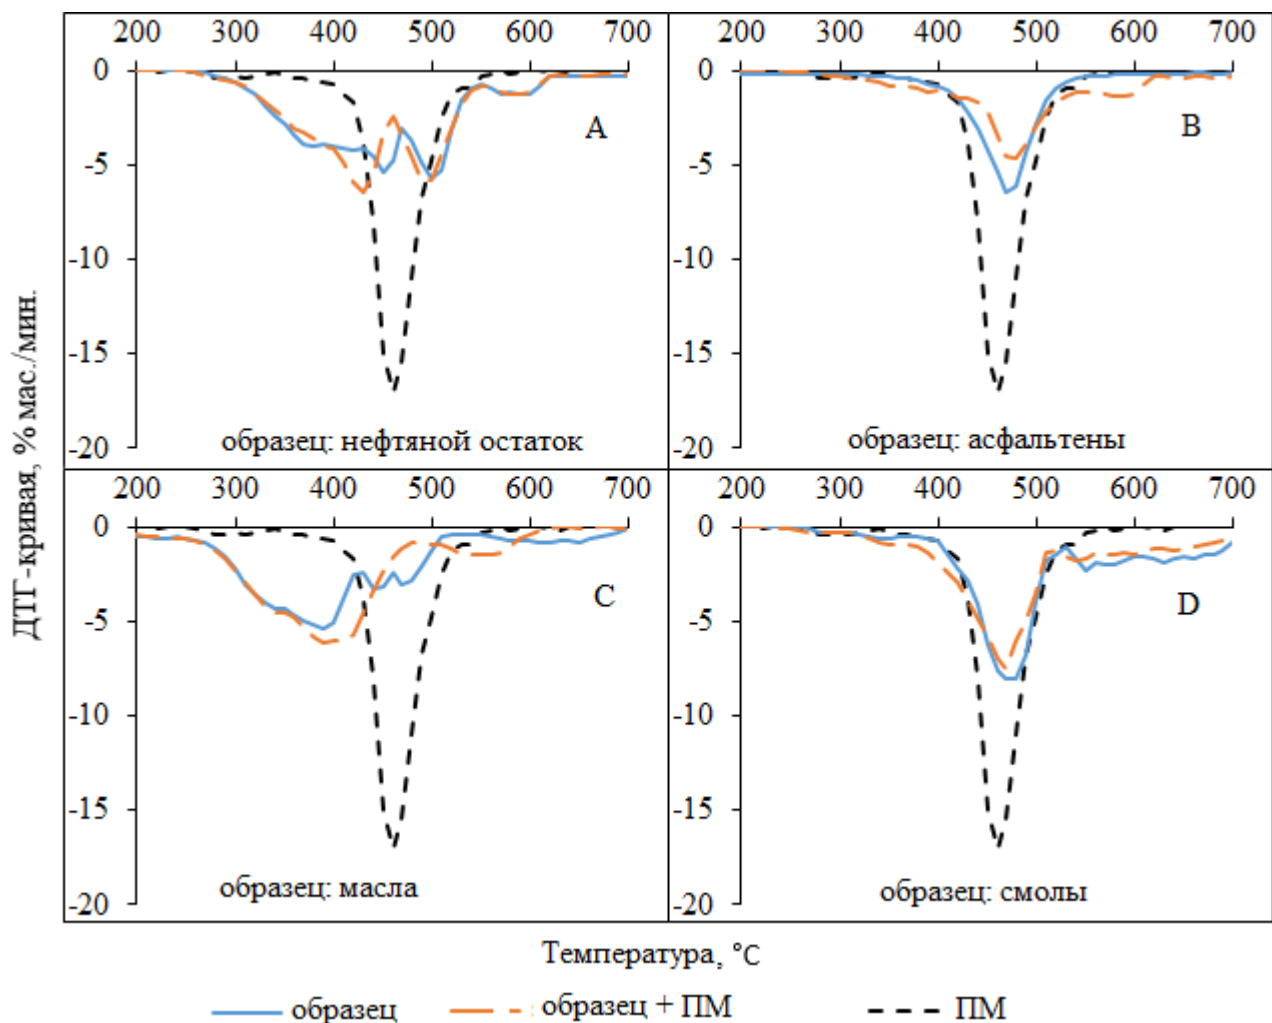 200 300 400 500 600 700
200 300 400 500 600 700
0
-5
-10
-15
-20
A
образец: нефтяной остаток
0
-5
-10
-15
-20
B
образец: асфальтены
200 300 400 500 600 700
200 300 400 500 600 700
0
-5
-10
-15
-20
C
образец: масла
0
-5
-10
-15
-20
D
образец: смолы
ДТГ-кривая, % мас./мин.
Температура, °C
образец
образец + ПМ
ПМ